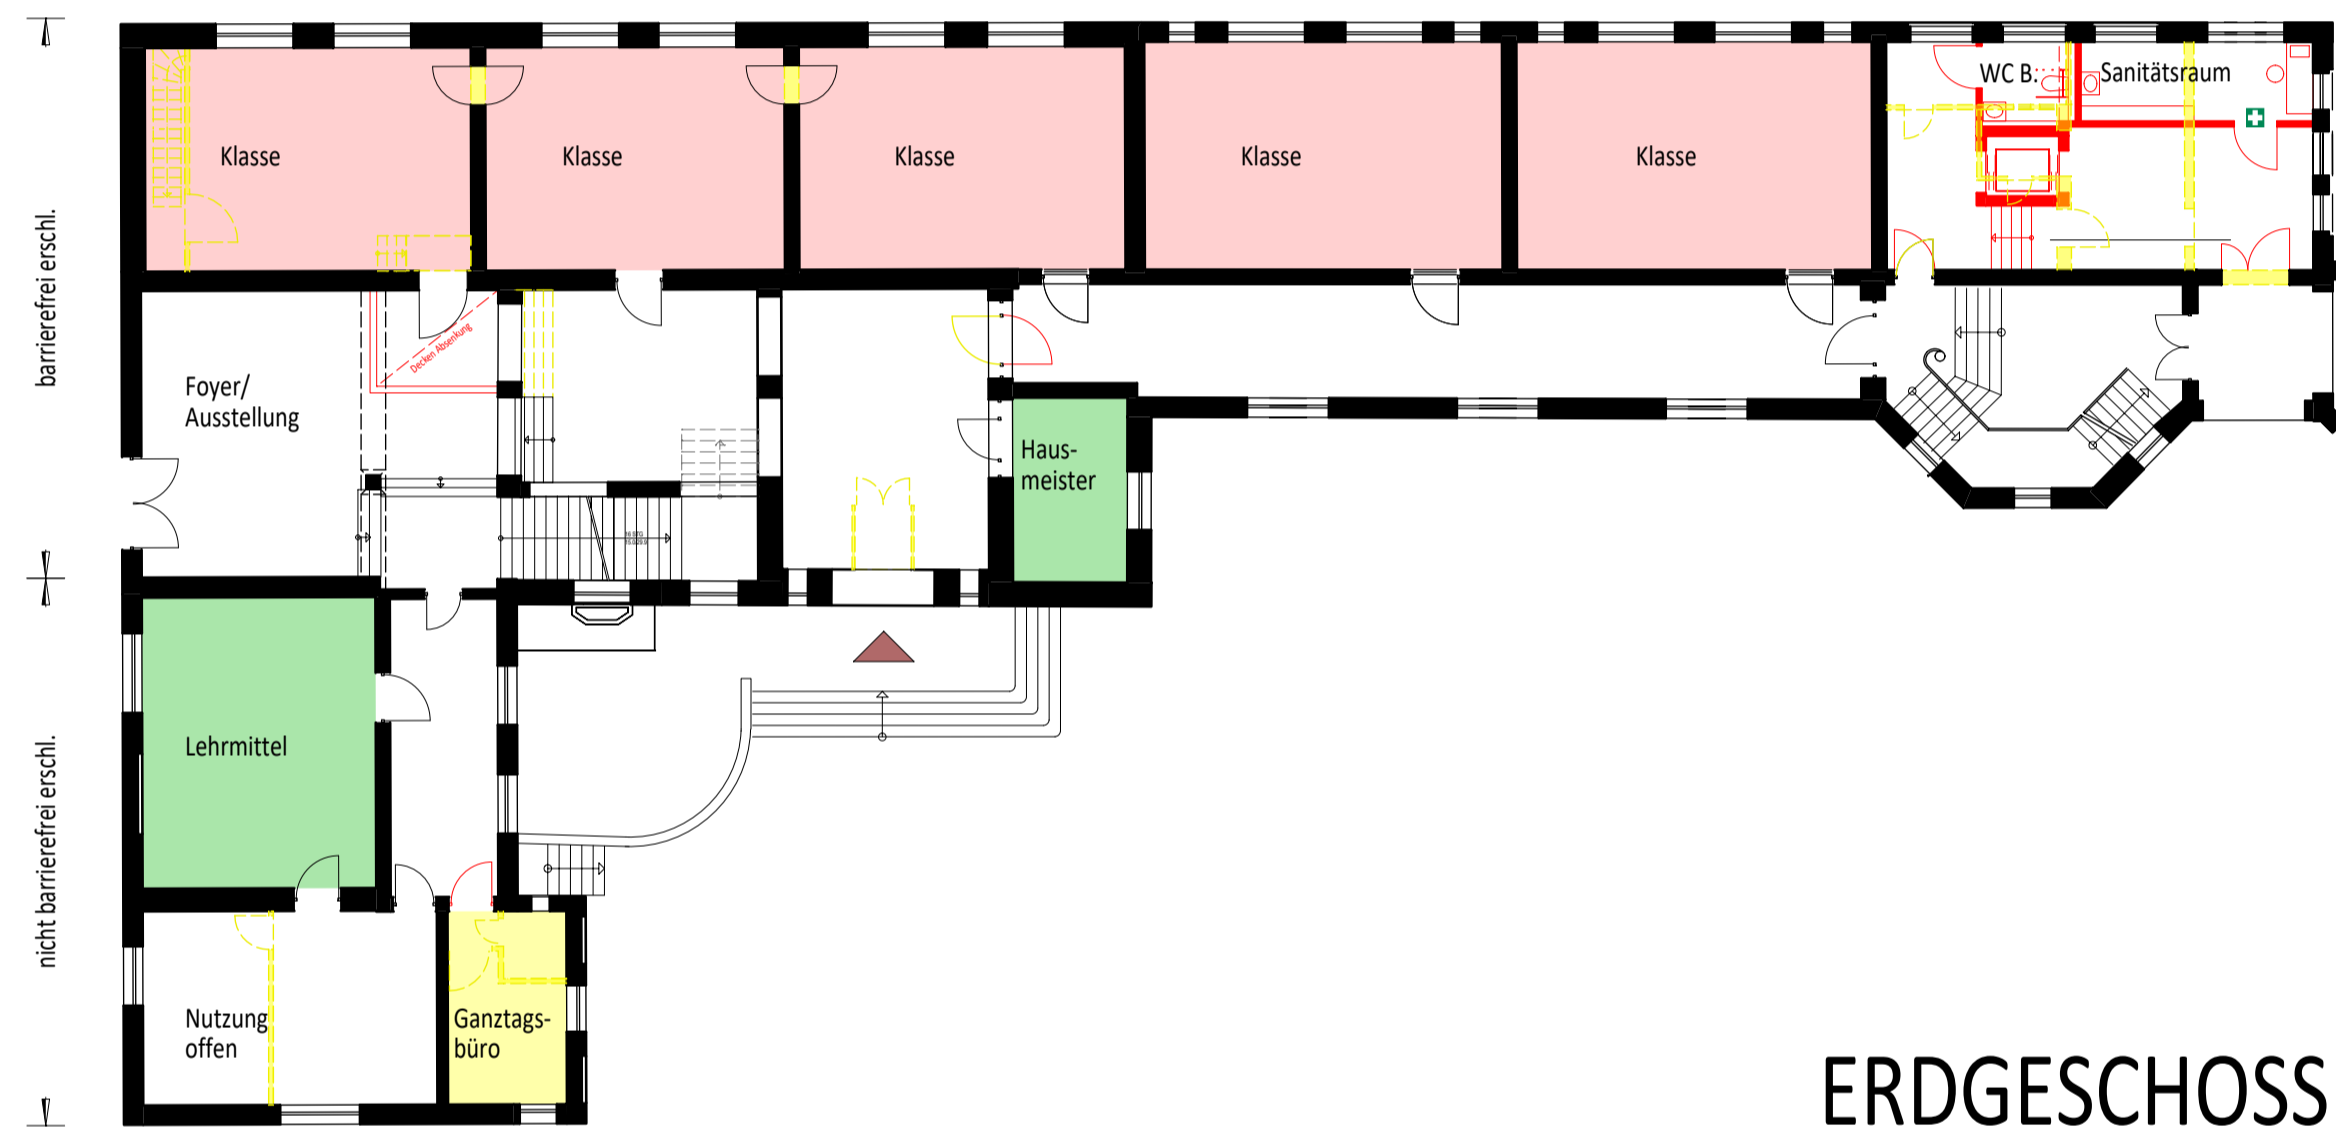 barrierefrei erschl.
nicht barrierefrei erschl.
Klasse
Klasse
Klasse
Klasse
Klasse
WC B.
Sanitätsraum
Decken Absenkung
Foyer/
Ausstellung
Haus-
meister
Lehrmittel
Nutzung
offen
Ganztags-
büro
ERDGESCHOSS